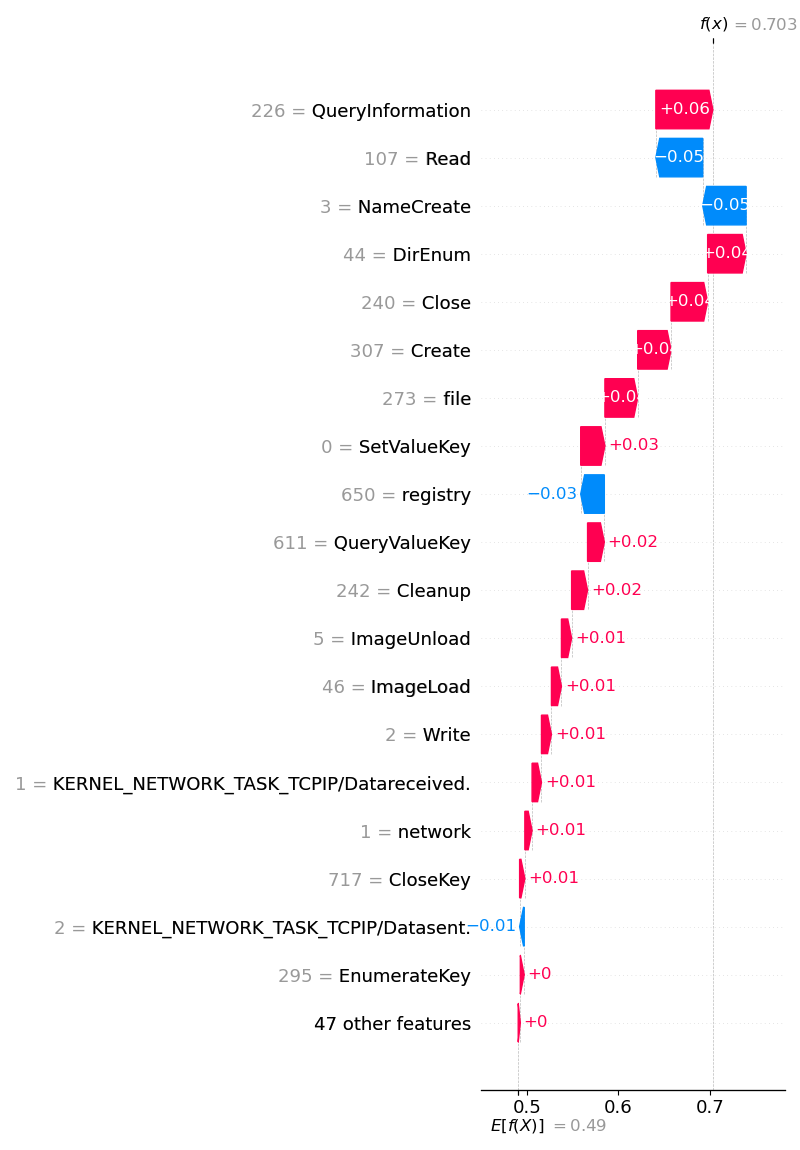 f(x) = 0.703
226 = QueryInformation +0.06
107 = Read −0.05
3 = NameCreate −0.05
44 = DirEnum +0.04
240 = Close +0.04
307 = Create
273 = file
0 = SetValueKey +0.03
650 = registry −0.03
611 = QueryValueKey +0.02
242 = Cleanup +0.02
5 = ImageUnload +0.01
46 = ImageLoad +0.01
2 = Write +0.01
1 = KERNEL_NETWORK_TASK_TCPIP/Datareceived. +0.01
1 = network +0.01
717 = CloseKey +0.01
2 = KERNEL_NETWORK_TASK_TCPIP/Datasent. −0.01
295 = EnumerateKey +0
47 other features +0
0.5 0.6 0.7
E[f(X)] = 0.49